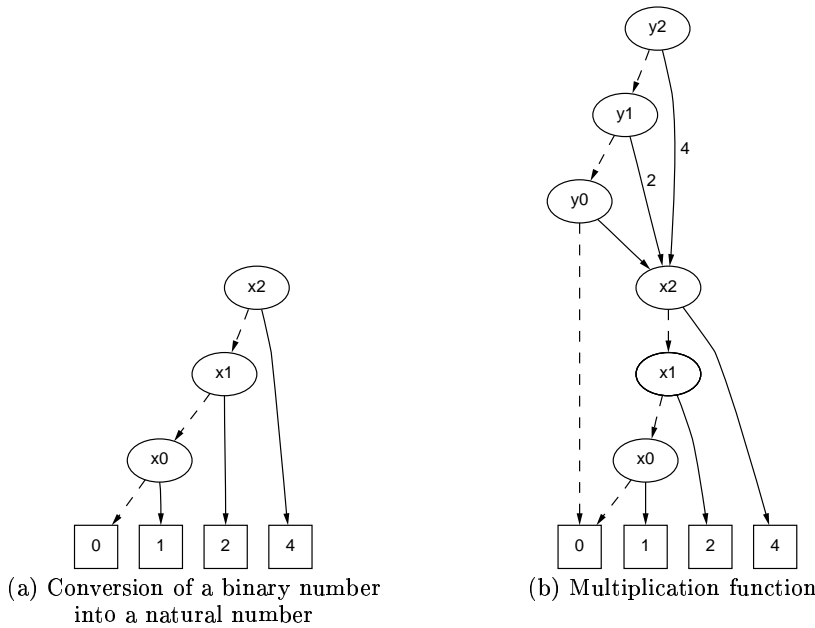 y2
y1
4
2
y0
x2
x2
x1
x1
x0
x0
0 1 2 4
0 1 2 4
(a) Conversion of a binary number
into a natural number
(b) Multiplication function